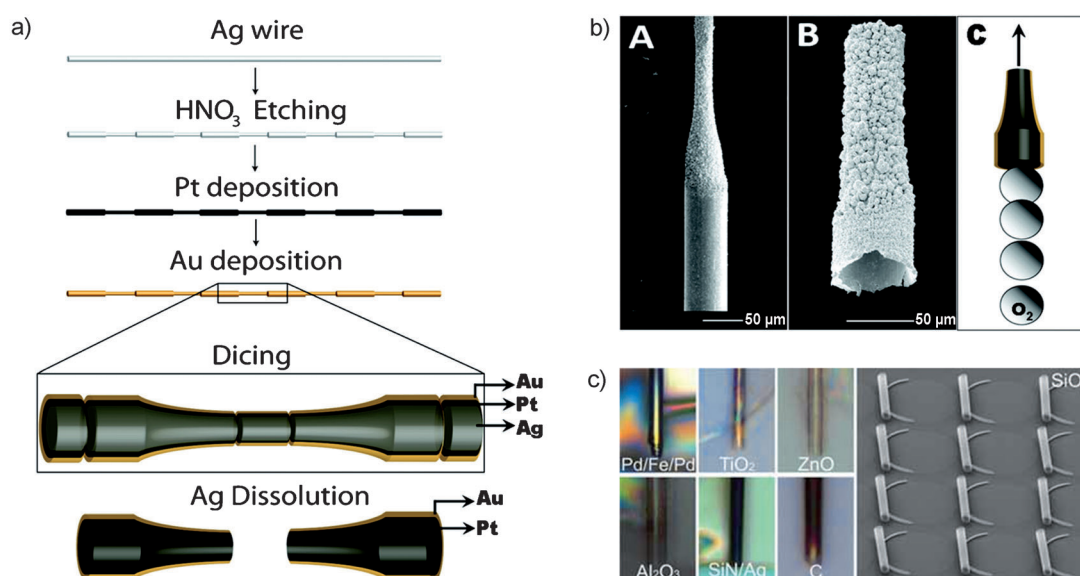 a)
Ag wire
HNO3 Etching
Pt deposition
Au deposition
Dicing
Au
Pt
Ag
Ag Dissolution
Au
Pt
b)
A
50 µm
B
50 µm
C
O2
c)
Pd/Fe/Pd
TiO2
ZnO
Al2O3
SiN/Ag
C
SiO